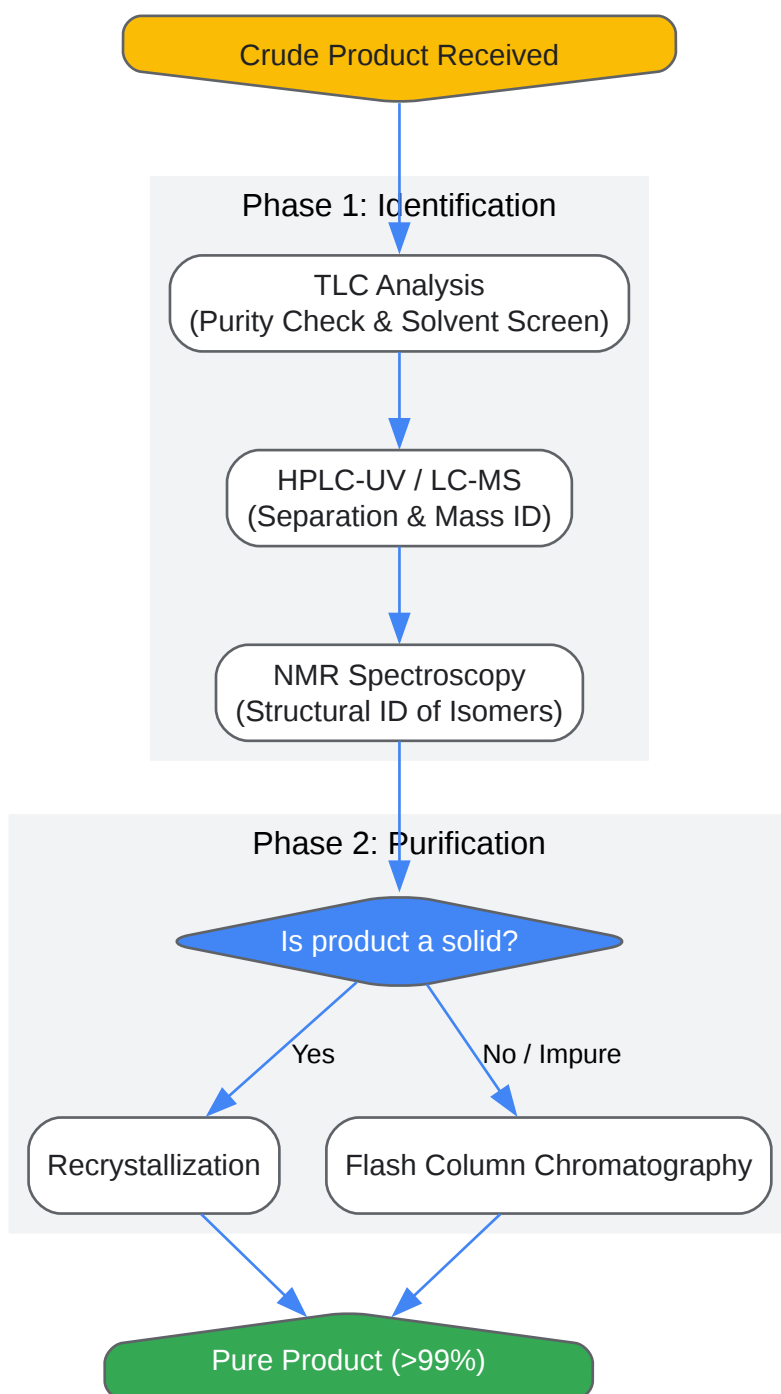 Crude Product Received
Phase 1: Identification
TLC Analysis
(Purity Check & Solvent Screen)
HPLC-UV / LC-MS
(Separation & Mass ID)
NMR Spectroscopy
(Structural ID of Isomers)
Phase 2: Purification
Is product a solid?
Yes
No / Impure
Recrystallization
Flash Column Chromatography
Pure Product (>99%)